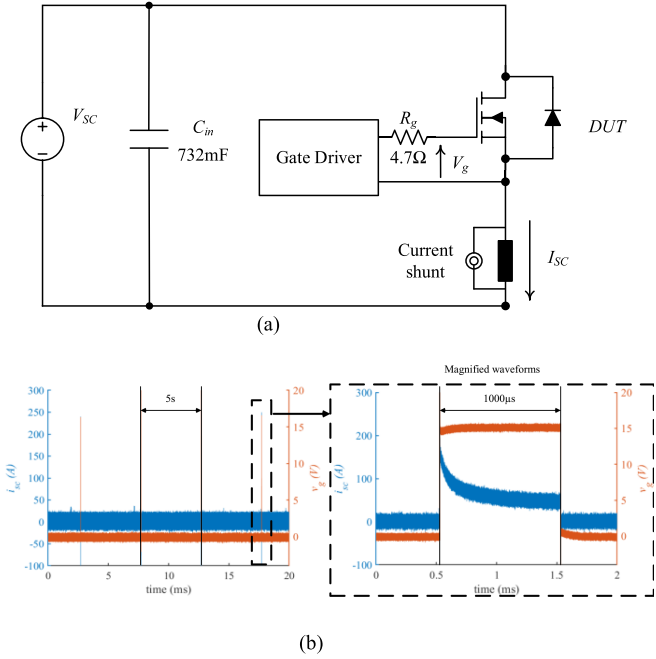 V_SC
C_in
732mF
Gate Driver
R_g
4.7Ω
V_g
DUT
Current
shunt
I_SC
(a)
Magnified waveforms
300
250
200
150
100
50
0
-50
-100
i_sc (A)
5s
20
15
10
5
0
0
5
10
15
20
time (ms)
300
200
100
0
-100
i_sc (A)
1000µs
20
15
10
5
0
v_g (V)
0
0.5
1
1.5
2
time (ms)
(b)